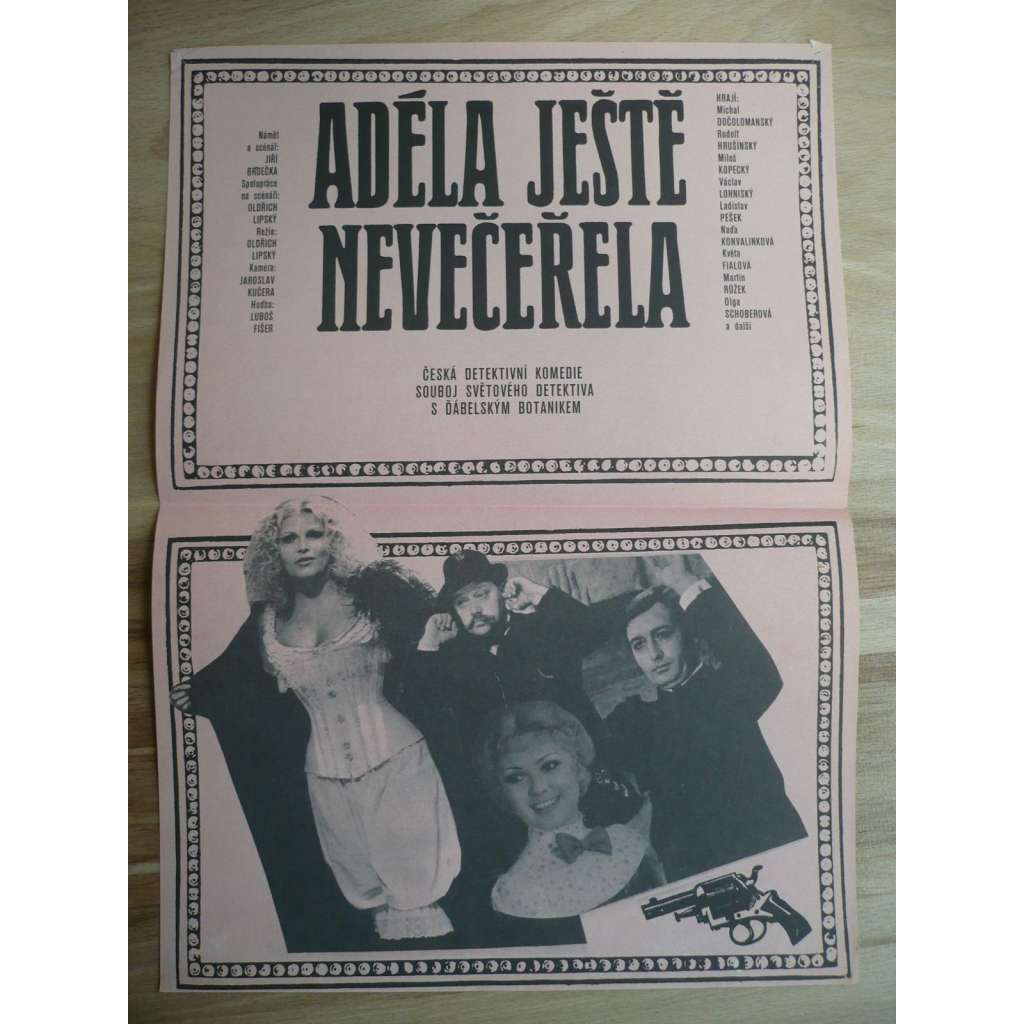 ADÉLA JEŠTĚ
NEVEČEŘELA
Námět
a scénář:
JIŘÍ
BRDEČKA
Spolupráce
na scénáři:
OLDŘICH
LIPSKÝ
Režie:
OLDŘICH
LIPSKÝ
Kamera:
JAROSLAV
KUČERA
Hudba:
LUBOŠ
FIŠER
HRAJÍ:
Michal
DOČOLOMANSKÝ
Rudolf
HRUŠÍNSKÝ
Miloš
KOPECKÝ
Václav
LOHNISKÝ
Ladislav
PEŠEK
Naďa
KONVALINKOVÁ
Květa
FIALOVÁ
Martin
RŮŽEK
Olga
SCHOBEROVÁ
a další
ČESKÁ DETEKTIVNÍ KOMEDIE
SOUBOJ SVĚTOVÉHO DETEKTIVA
S ĎÁBELSKÝM BOTANIKEM